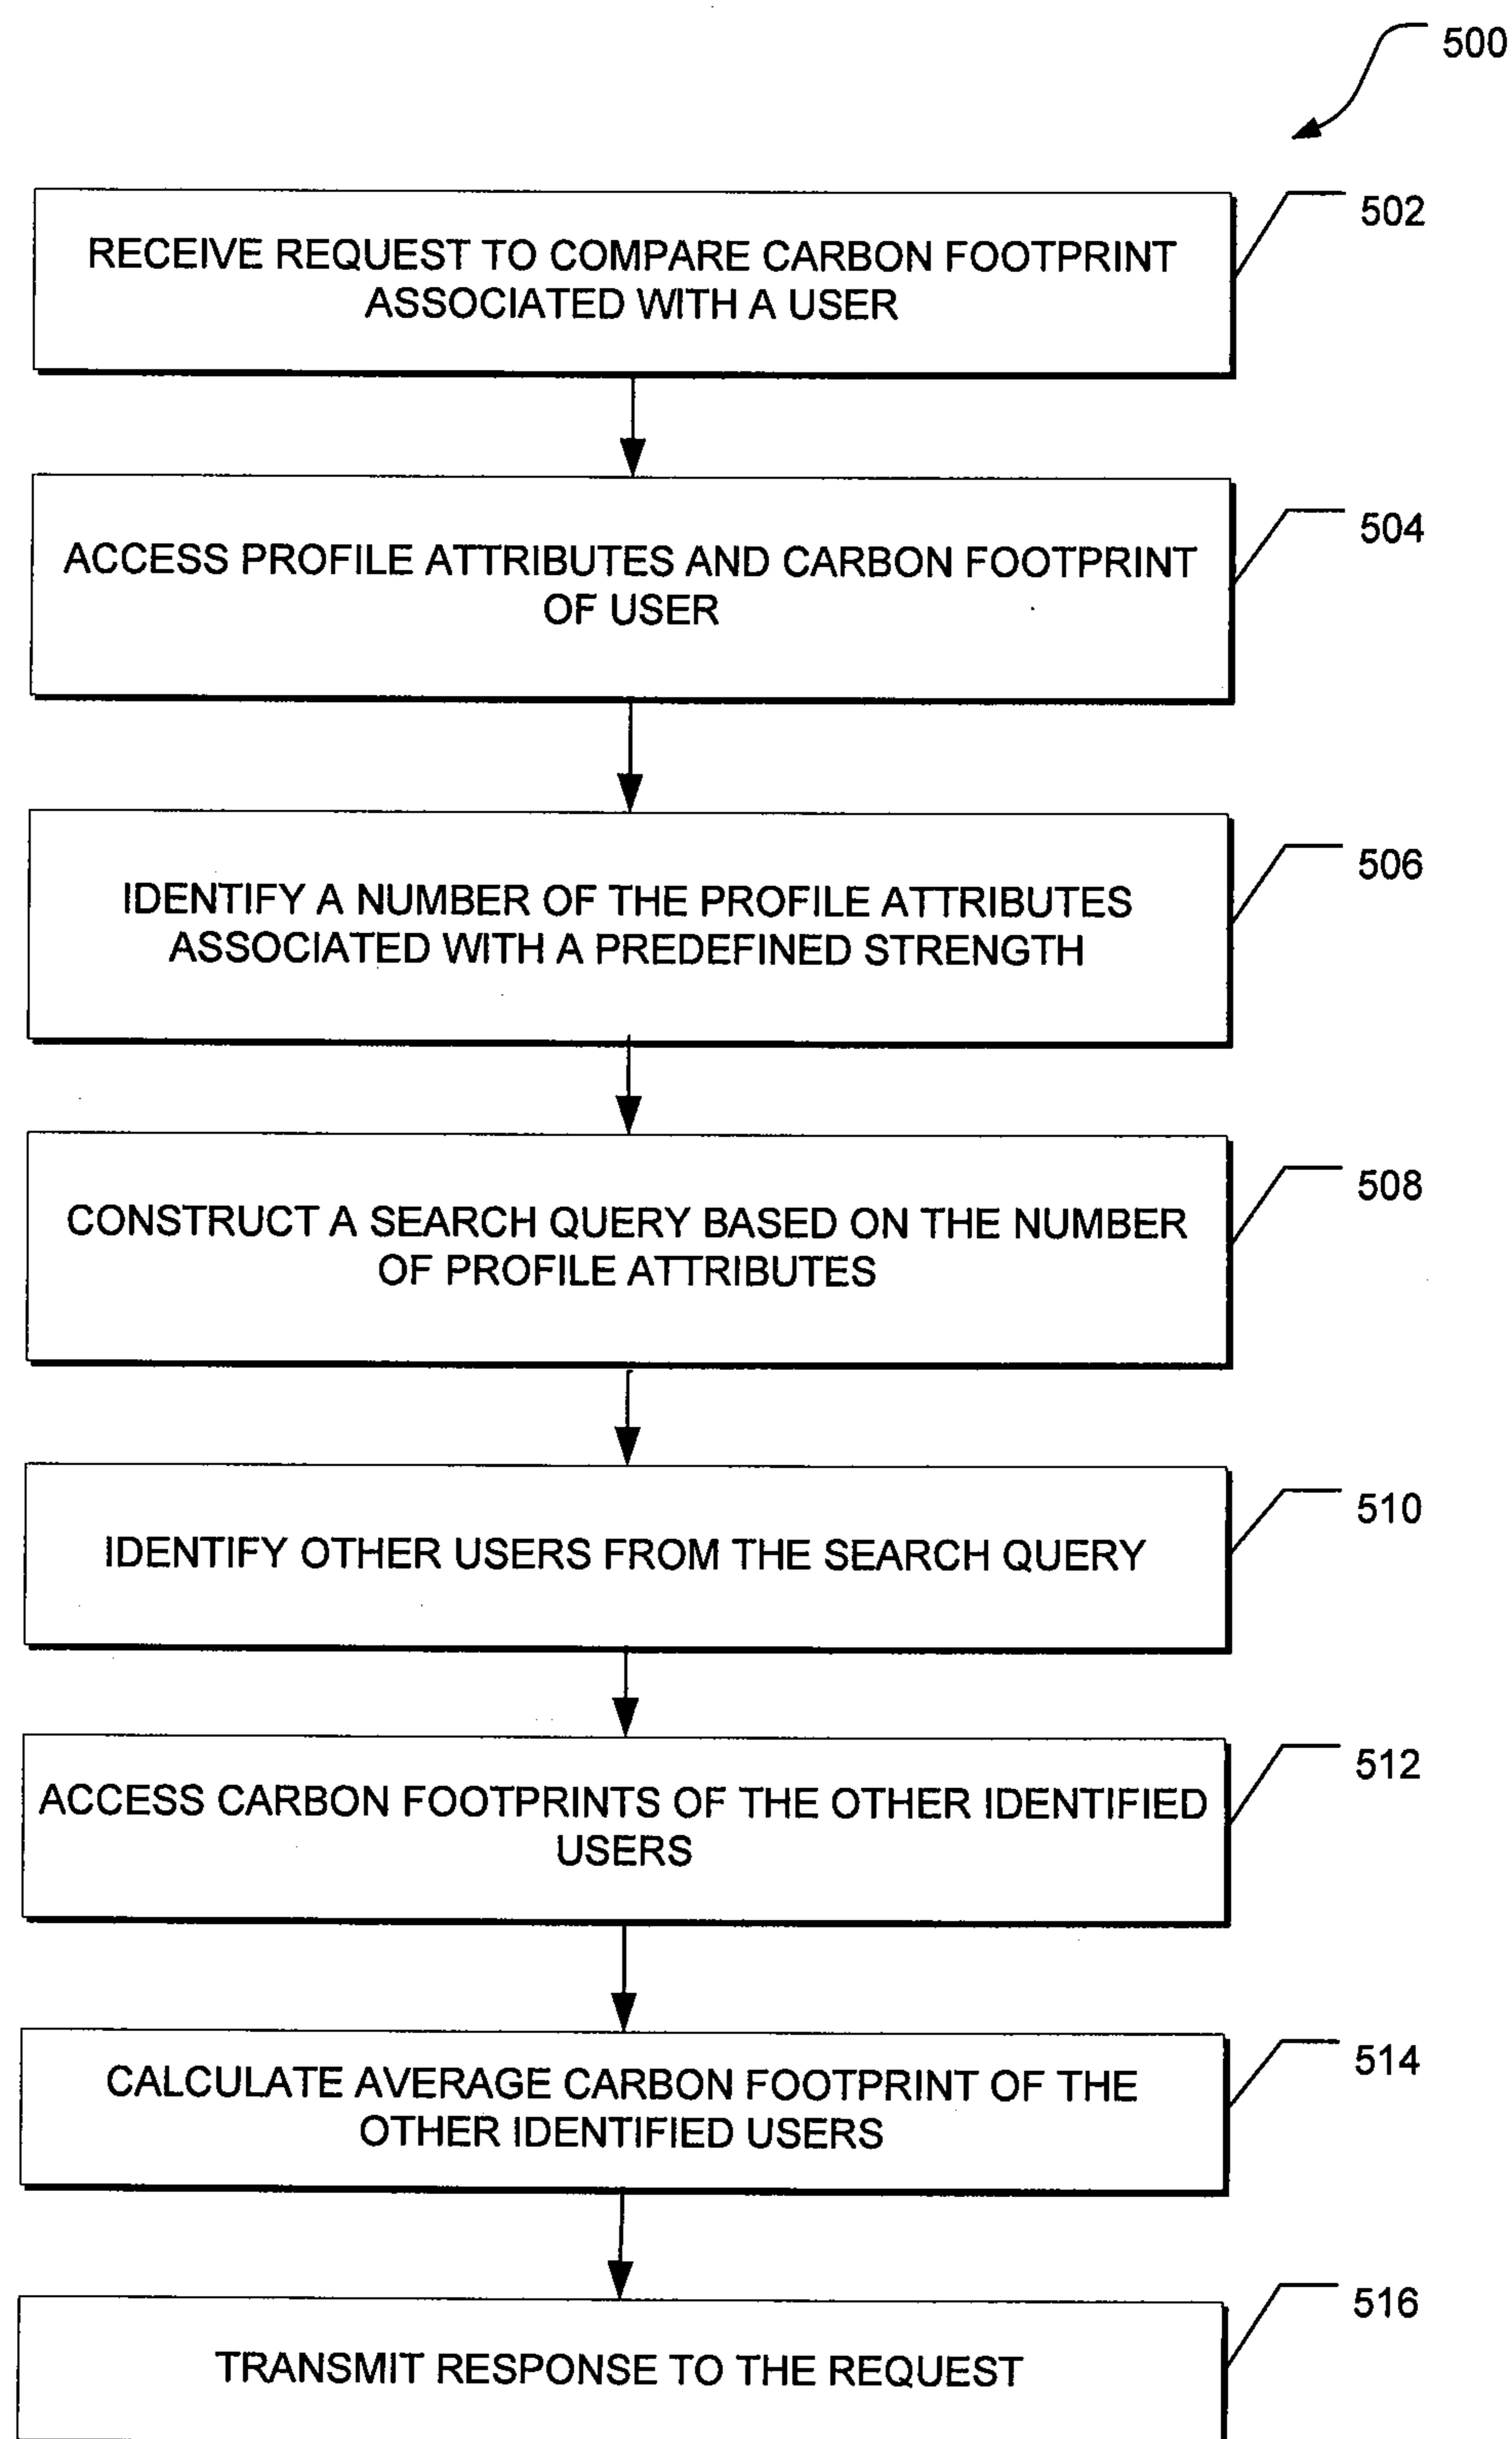 500
RECEIVE REQUEST TO COMPARE CARBON FOOTPRINT
ASSOCIATED WITH A USER
502
ACCESS PROFILE ATTRIBUTES AND CARBON FOOTPRINT
OF USER
504
IDENTIFY A NUMBER OF THE PROFILE ATTRIBUTES
ASSOCIATED WITH A PREDEFINED STRENGTH
506
CONSTRUCT A SEARCH QUERY BASED ON THE NUMBER
OF PROFILE ATTRIBUTES
508
IDENTIFY OTHER USERS FROM THE SEARCH QUERY
510
ACCESS CARBON FOOTPRINTS OF THE OTHER IDENTIFIED
USERS
512
CALCULATE AVERAGE CARBON FOOTPRINT OF THE
OTHER IDENTIFIED USERS
514
TRANSMIT RESPONSE TO THE REQUEST
516